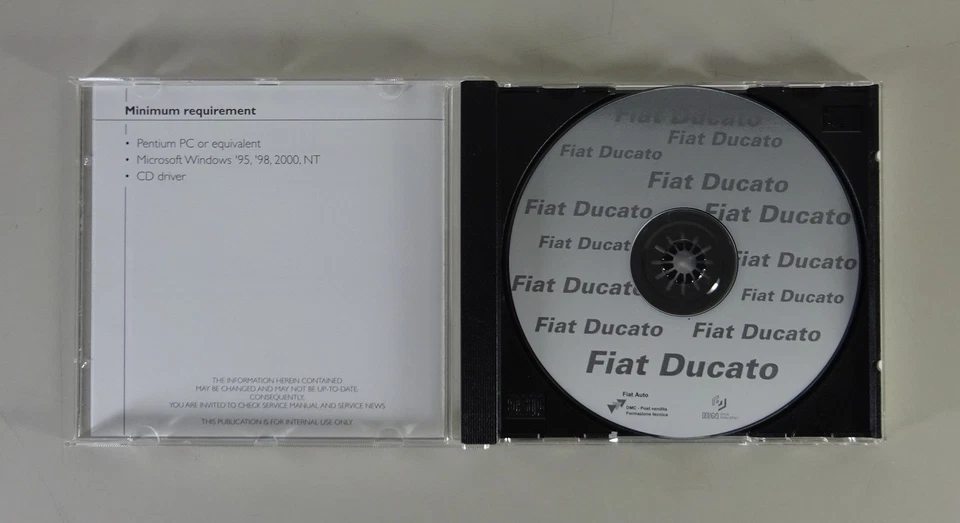 Minimum requirement
• Pentium PC or equivalent
• Microsoft Windows '95, '98, 2000, NT
• CD driver
THE INFORMATION HEREIN CONTAINED
MAY BE CHANGED AND MAY NOT BE UP-TO-DATE.
CONSEQUENTLY,
YOU ARE INVITED TO CHECK SERVICE MANUAL AND SERVICE NEWS
THIS PUBLICATION IS FOR INTERNAL USE ONLY
Fiat Ducato
Fiat Ducato
Fiat Ducato
Fiat Ducato
Fiat Ducato
Fiat Ducato
Fiat Ducat
Fiat Ducato
Fiat Ducato
Fiat Ducato
Fiat Ducato
Fiat Ducato
Fiat Ducato
Fiat Auto
DMC - Post vendita
Formazione tecnica